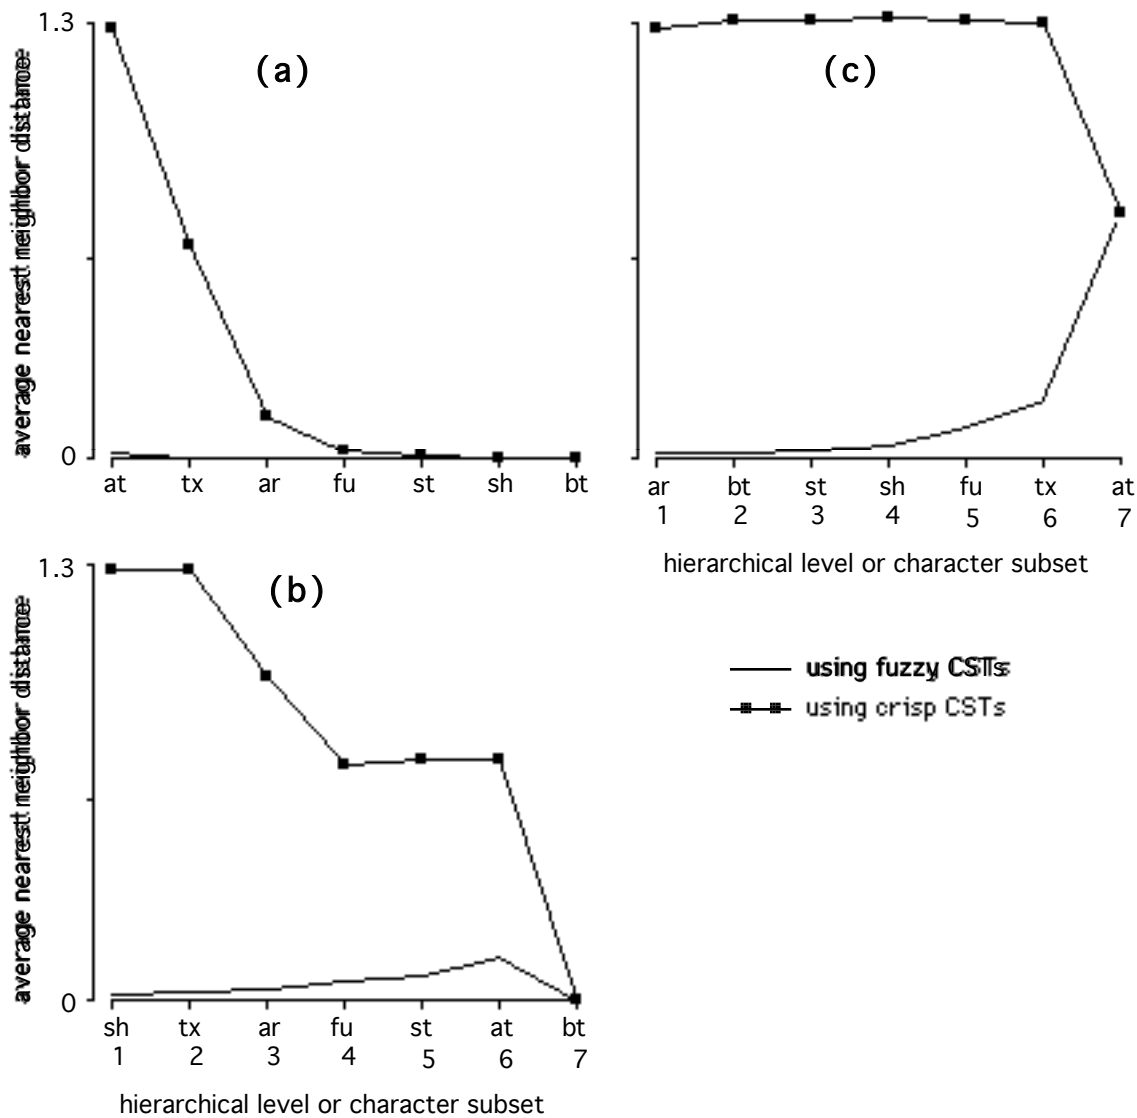 1.3
(a)
average nearest neighbor distance
0
at tx ar fu st sh bt
(c)
ar bt st sh fu tx at
1 2 3 4 5 6 7
hierarchical level or character subset
1.3
(b)
average nearest neighbor distance
0
sh tx ar fu st at bt
1 2 3 4 5 6 7
hierarchical level or character subset
using fuzzy CSTs
using crisp CSTs